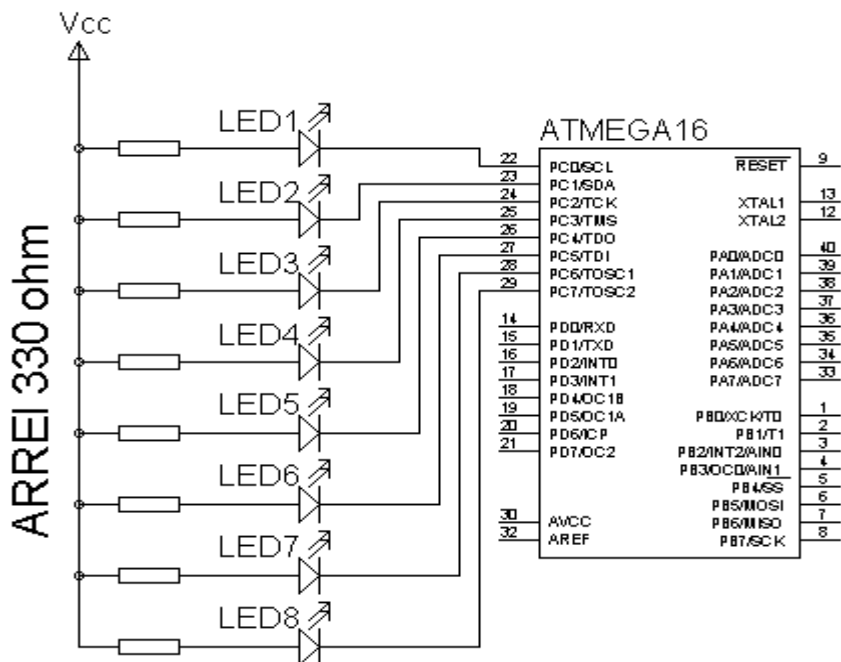 Vcc
ARREI 330 ohm
LED1
LED2
LED3
LED4
LED5
LED6
LED7
LED8
ATMEGA16
22 PC0/SCL
23 PC1/SDA
24 PC2/TCK
25 PC3/TMS
26 PC4/TDO
27 PC5/TDI
28 PC6/TOSC1
29 PC7/TOSC2
14 PD0/RXD
15 PD1/TXD
16 PD2/INT0
17 PD3/INT1
18 PD4/OC1B
19 PD5/OC1A
20 PD6/ICP
21 PD7/OC2
30 AVCC
32 AREF
RESET 9
XTAL1 13
XTAL2 12
PA0/ADC0 40
PA1/ADC1 39
PA2/ADC2 38
PA3/ADC3 37
PA4/ADC4 36
PA5/ADC5 35
PA6/ADC6 34
PA7/ADC7 33
PB0/XCK/T0 1
PB1/T1 2
PB2/INT2/AIN0 3
PB3/OC0/AIN1 4
PB4/SS 5
PB5/MOSI 6
PB6/MISO 7
PB7/SCK 8